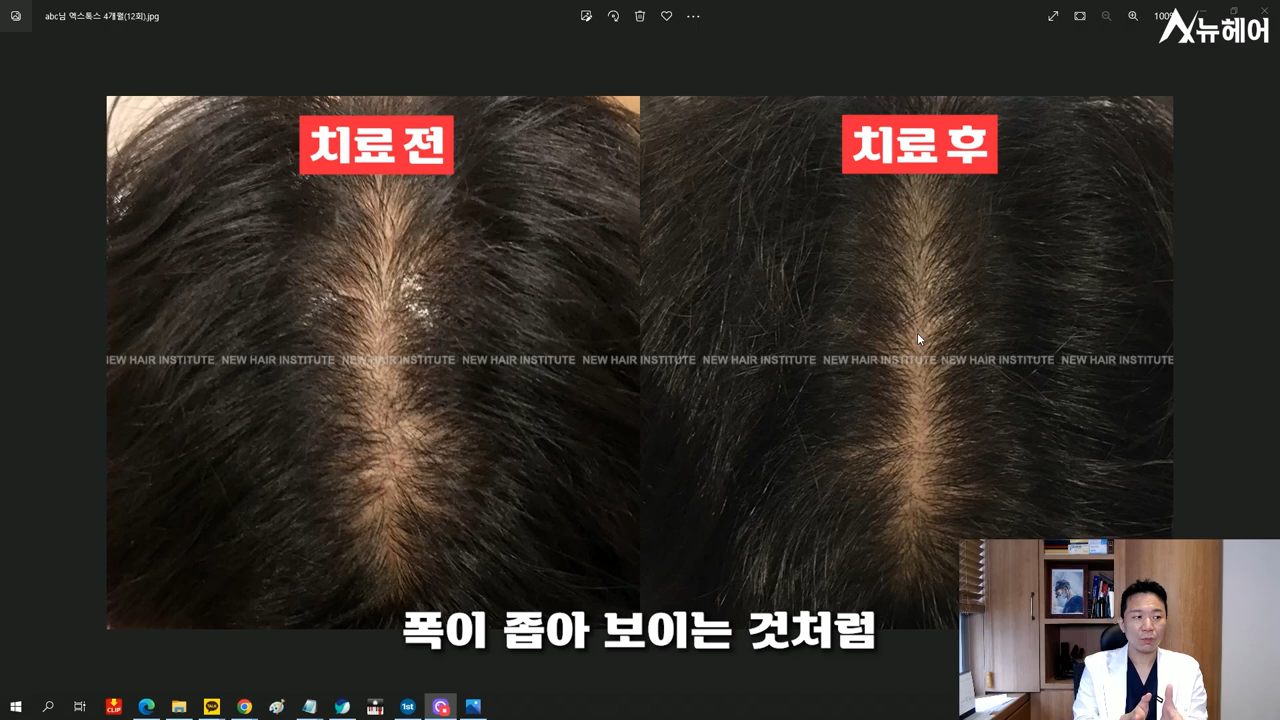 abc님 엑스톡스 4개월(12회).jpg
100%
뉴헤어
치료 전
치료 후
NEW HAIR INSTITUTE NEW HAIR INSTITUTE NEW HAIR INSTITUTE NEW HAIR INSTITUTE NEW HAIR INSTITUTE NEW HAIR INSTITUTE NEW HAIR INSTITUTE NEW HAIR INSTITUTE NEW HAIR INSTITUTE
폭이 좁아 보이는 것처럼
CLIP
TALK
1st